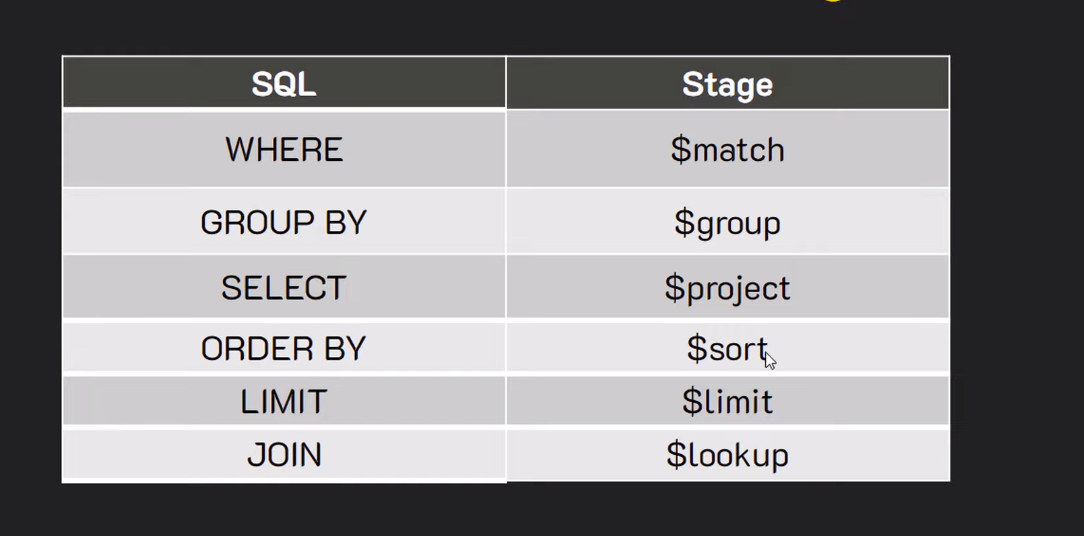 SQL Stage
WHERE $match
GROUP BY $group
SELECT $project
ORDER BY $sort
LIMIT $limit
JOIN $lookup